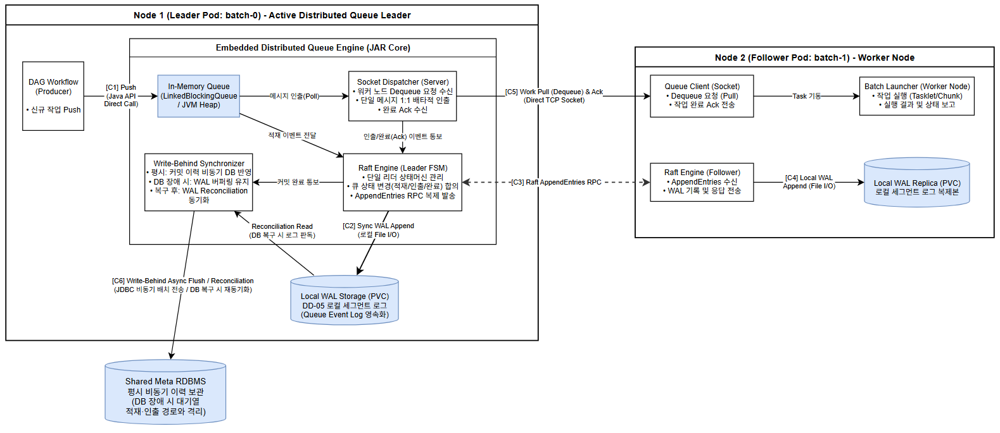 Node 1 (Leader Pod: batch-0) - Active Distributed Queue Leader
Embedded Distributed Queue Engine (JAR Core)
DAG Workflow
(Producer)
• 신규 작업 Push
[C1] Push
(Java API
Direct Call)
In-Memory Queue
(LinkedBlockingQueue
/ JVM Heap)
메시지 인출(Poll)
Socket Dispatcher (Server)
• 워커 노드 Dequeue 요청 수신
• 단일 메시지 1:1 배타적 인출
• 완료 Ack 수신
적재 이벤트 전달
인출/완료(Ack) 이벤트 통보
Write-Behind Synchronizer
• 평시: 커밋 이력 비동기 DB 반영
• DB 장애 시: WAL 버퍼링 유지
• 복구 후: WAL Reconciliation
동기화
커밋 완료 통보
Raft Engine (Leader FSM)
• 단일 리더 상태머신 관리
• 큐 상태 변경(적재/인출/완료) 합의
• AppendEntries RPC 복제 발송
Reconciliation Read
(DB 복구 시 로그 판독)
[C2] Sync WAL Append
(로컬 File I/O)
[C6] Write-Behind Async Flush / Reconciliation
(JDBC 비동기 배치 전송 / DB 복구 시 재동기화)
Local WAL Storage (PVC)
DD-05 로컬 세그먼트 로그
(Queue Event Log 영속화)
Shared Meta RDBMS
평시 비동기 이력 보관
(DB 장애 시 대기열
적재·인출 경로와 격리)
[C5] Work Pull (Dequeue) & Ack
(Direct TCP Socket)
[C3] Raft AppendEntries RPC
Node 2 (Follower Pod: batch-1) - Worker Node
Queue Client (Socket)
• Dequeue 요청 (Pull)
• 작업 완료 Ack 전송
Task 기동
Batch Launcher (Worker Node)
• 작업 실행 (Tasklet/Chunk)
• 실행 결과 및 상태 보고
Raft Engine (Follower)
• AppendEntries 수신
• WAL 기록 및 응답 전송
[C4] Local WAL
Append (File I/O)
Local WAL Replica (PVC)
로컬 세그먼트 로그 복제본